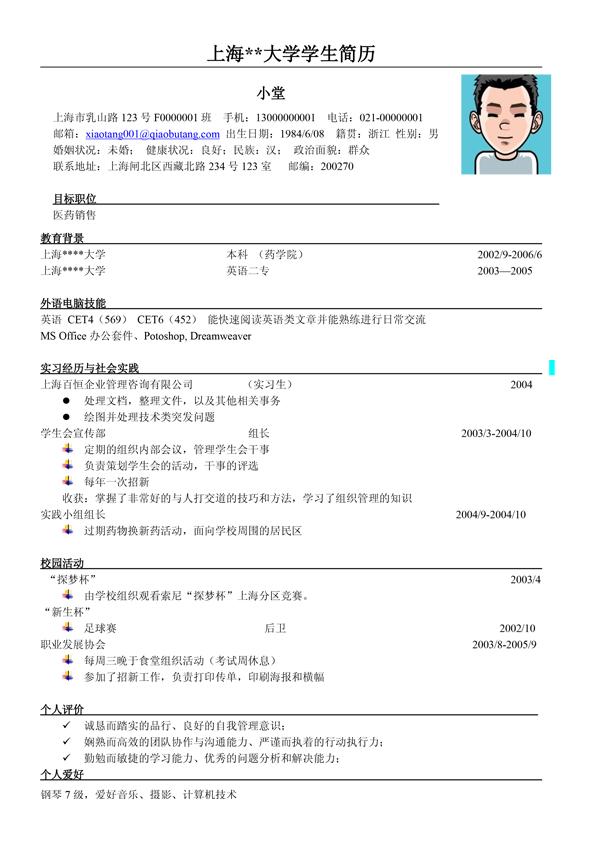 上海**大学学生简历
小堂
上海市乳山路 123 号 F0000001 班 手机：13000000001 电话：021-00000001
邮箱：xiaotang001@qiaobutang.com 出生日期：1984/6/08 籍贯：浙江 性别：男
婚姻状况：未婚； 健康状况：良好；民族：汉； 政治面貌：群众
联系地址：上海闸北区西藏北路 234 号 123 室 邮编：200270
目标职位
医药销售
教育背景
上海****大学 本科 （药学院） 2002/9-2006/6
上海****大学 英语二专 2003—2005
外语电脑技能
英语 CET4（569） CET6（452） 能快速阅读英语类文章并能熟练进行日常交流
MS Office 办公套件、Potoshop, Dreamweaver
实习经历与社会实践
上海百恒企业管理咨询有限公司 （实习生） 2004
● 处理文档，整理文件，以及其他相关事务
● 绘图并处理技术类突发问题
学生会宣传部 组长 2003/3-2004/10
定期的组织内部会议，管理学生会干事
负责策划学生会的活动，干事的评选
每年一次招新
收获：掌握了非常好的与人打交道的技巧和方法，学习了组织管理的知识
实践小组组长 2004/9-2004/10
过期药物换新药活动，面向学校周围的居民区
校园活动
“探梦杯” 2003/4
由学校组织观看索尼“探梦杯”上海分区竞赛。
“新生杯”
足球赛 后卫 2002/10
职业发展协会 2003/8-2005/9
每周三晚于食堂组织活动（考试周休息）
参加了招新工作，负责打印传单，印刷海报和横幅
个人评价
✓ 诚恳而踏实的品行、良好的自我管理意识；
✓ 娴熟而高效的团队协作与沟通能力、严谨而执着的行动执行力；
✓ 勤勉而敏捷的学习能力、优秀的问题分析和解决能力；
个人爱好
钢琴 7 级，爱好音乐、摄影、计算机技术